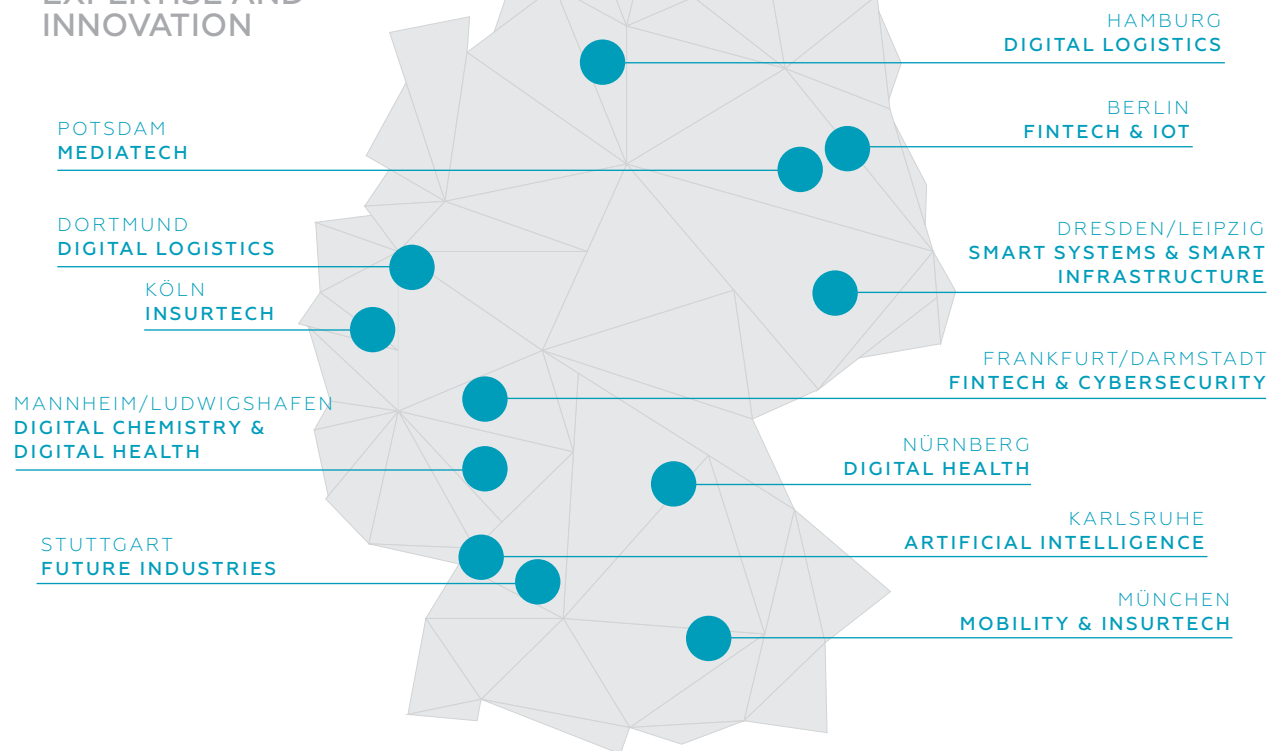 EXPERTISE AND
INNOVATION
HAMBURG
DIGITAL LOGISTICS
BERLIN
FINTECH & IOT
POTSDAM
MEDIATECH
DORTMUND
DIGITAL LOGISTICS
DRESDEN/LEIPZIG
SMART SYSTEMS & SMART
INFRASTRUCTURE
KÖLN
INSURTECH
FRANKFURT/DARMSTADT
FINTECH & CYBERSECURITY
MANNHEIM/LUDWIGSHAFEN
DIGITAL CHEMISTRY &
DIGITAL HEALTH
NÜRNBERG
DIGITAL HEALTH
KARLSRUHE
ARTIFICIAL INTELLIGENCE
STUTTGART
FUTURE INDUSTRIES
MÜNCHEN
MOBILITY & INSURTECH